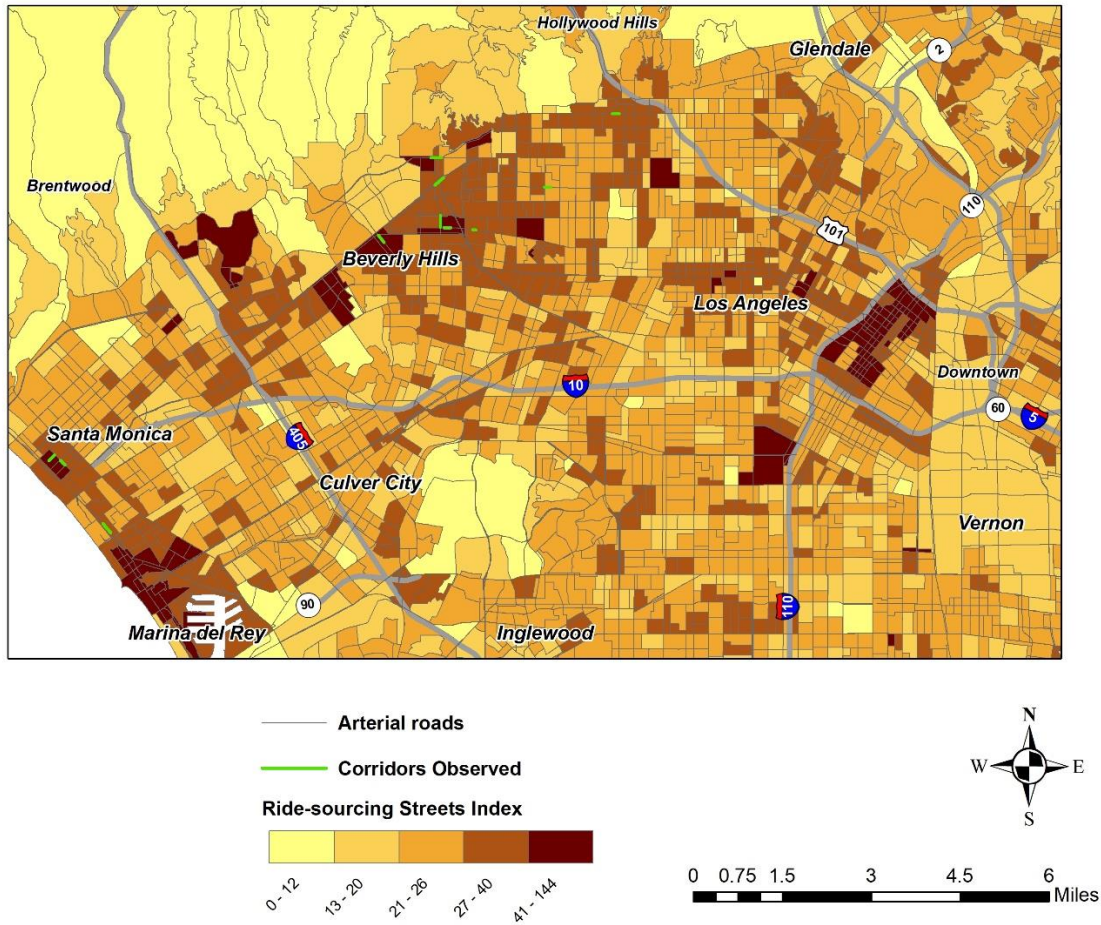 Hollywood Hills
Glendale
2
Brentwood
110
101
Beverly Hills
Los Angeles
Downtown
10
60
5
Santa Monica
405
Culver City
Vernon
90
110
Marina del Rey
Inglewood
Arterial roads
Corridors Observed
Ride-sourcing Streets Index
0 - 12
13 - 20
21 - 26
27 - 40
41 - 144
N
W
E
S
0 0.75 1.5 3 4.5 6
Miles